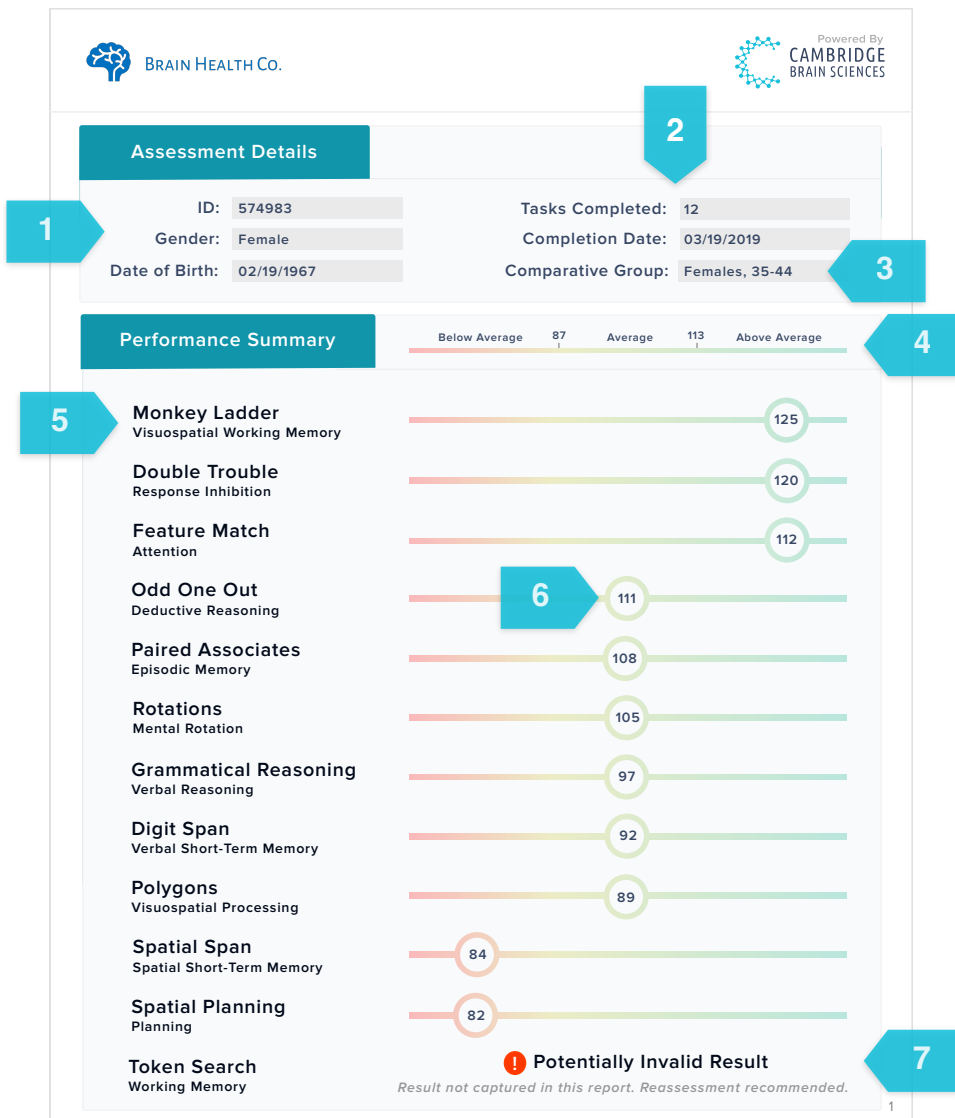 BRAIN HEALTH CO.
Powered By
CAMBRIDGE
BRAIN SCIENCES
2
Assessment Details
1
ID: 574983
Tasks Completed: 12
Gender: Female
Completion Date: 03/19/2019
Date of Birth: 02/19/1967
Comparative Group: Females, 35-44
3
Performance Summary
Below Average 87 Average 113 Above Average
4
5
Monkey Ladder
Visuospatial Working Memory
125
Double Trouble
Response Inhibition
120
Feature Match
Attention
112
Odd One Out
Deductive Reasoning
6
111
Paired Associates
Episodic Memory
108
Rotations
Mental Rotation
105
Grammatical Reasoning
Verbal Reasoning
97
Digit Span
Verbal Short-Term Memory
92
Polygons
Visuospatial Processing
89
Spatial Span
Spatial Short-Term Memory
84
Spatial Planning
Planning
82
Token Search
Working Memory
! Potentially Invalid Result
Result not captured in this report. Reassessment recommended.
7
1